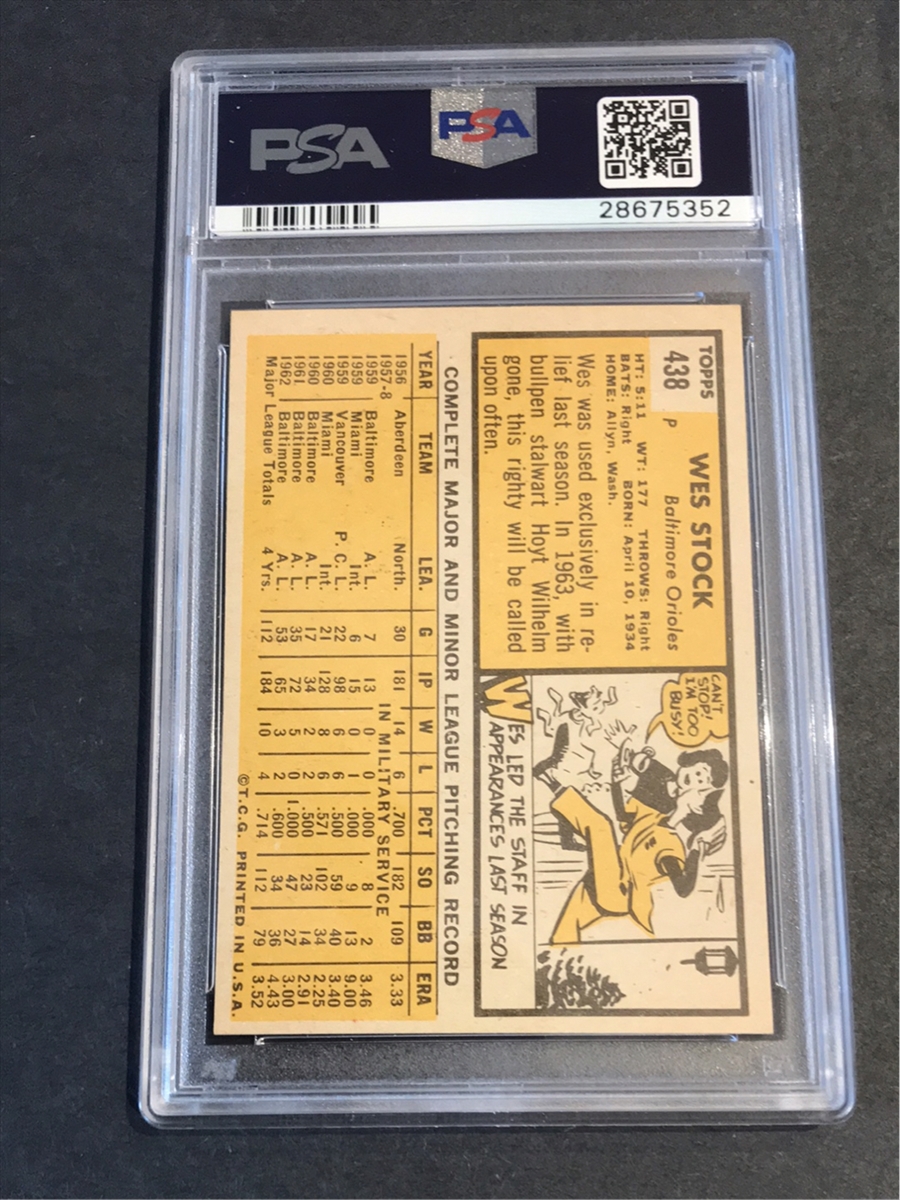 PSA
PSA
28675352
TOPPS
438
P
WES STOCK
Baltimore Orioles
HT: 5:11 WT: 177 THROWS: Right
BATS: Right BORN: April 10, 1934
HOME: Allyn, Wash.
Wes was used exclusively in re-
lief last season. In 1963, with
bullpen stalwart Hoyt Wilhelm
gone, this righty will be called
upon often.
CAN'T
STOP!
I'M TOO
BUSY!
WES LED THE STAFF IN
APPEARANCES LAST SEASON
COMPLETE MAJOR AND MINOR LEAGUE PITCHING RECORD
YEAR TEAM LEA. G IP W L PCT SO BB ERA
1956 Aberdeen North. 30 181 14 6 .700 182 109 3.33
1957-8 IN MILITARY SERVICE
1959 Baltimore A. L. 7 13 0 0 .000 8 2 3.46
1959 Miami Int. 6 15 0 1 .000 9 13 9.00
1959 Vancouver P. C. L. 22 98 6 6 .500 59 40 3.40
1960 Miami Int. 21 128 8 6 .571 102 34 2.25
1960 Baltimore A. L. 17 34 2 2 .500 23 14 2.91
1961 Baltimore A. L. 35 72 5 0 1.000 47 27 3.00
1962 Baltimore A. L. 53 65 3 2 .600 34 36 4.43
Major League Totals 4 Yrs. 112 184 10 4 .714 112 79 3.52
©T.C.G. PRINTED IN U.S.A.